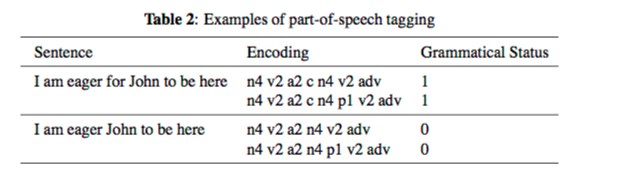 Table 2: Examples of part-of-speech tagging
Sentence Encoding Grammatical Status
I am eager for John to be here n4 v2 a2 c n4 v2 adv 1
n4 v2 a2 c n4 p1 v2 adv 1
I am eager John to be here n4 v2 a2 n4 v2 adv 0
n4 v2 a2 n4 p1 v2 adv 0